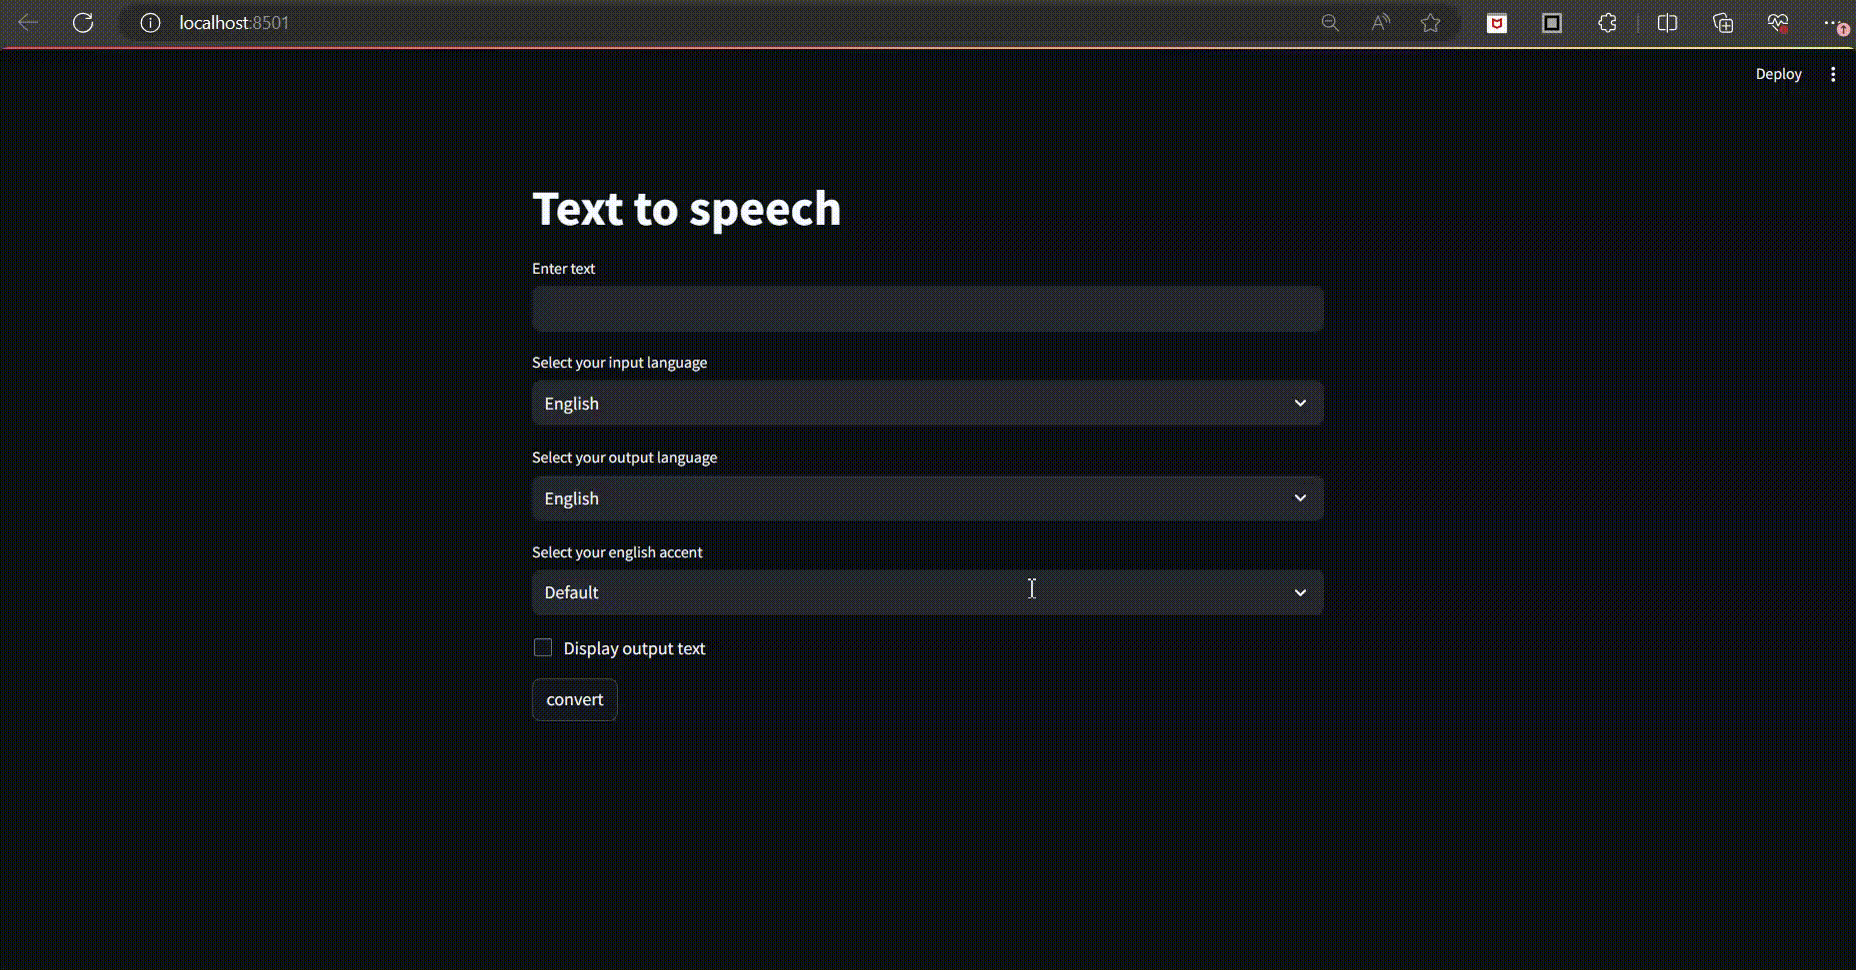 localhost:8501
Deploy
Text to speech
Enter text
Select your input language
English
Select your output language
English
Select your english accent
Default
Display output text
convert